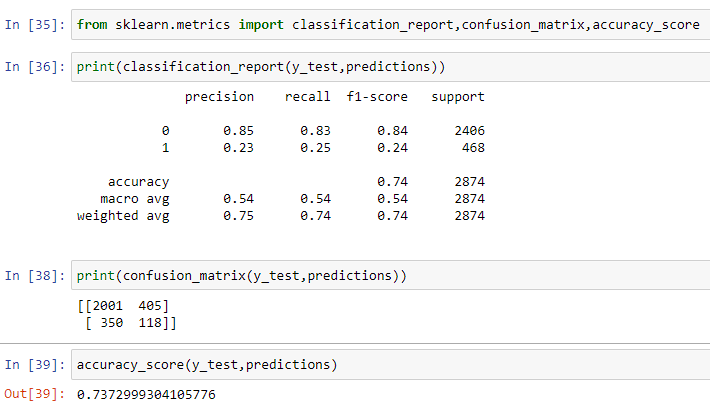 In [35]: from sklearn.metrics import classification_report,confusion_matrix,accuracy_score
In [36]: print(classification_report(y_test,predictions))
precision recall f1-score support
0 0.85 0.83 0.84 2406
1 0.23 0.25 0.24 468
accuracy 0.74 2874
macro avg 0.54 0.54 0.54 2874
weighted avg 0.75 0.74 0.74 2874
In [38]: print(confusion_matrix(y_test,predictions))
[[2001 405]
[ 350 118]]
In [39]: accuracy_score(y_test,predictions)
Out[39]: 0.7372999304105776